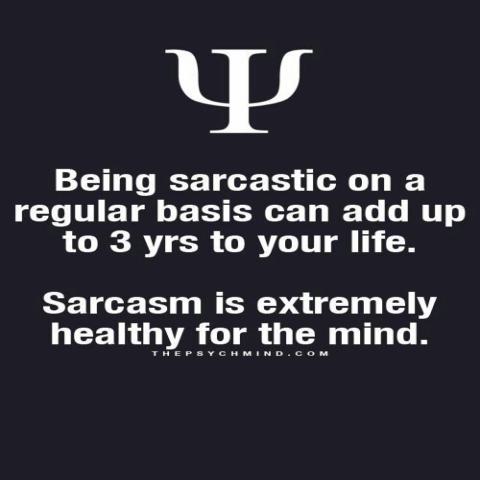 Ψ
Being sarcastic on a
regular basis can add up
to 3 yrs to your life.
Sarcasm is extremely
healthy for the mind.
THEPSYCHMIND.COM